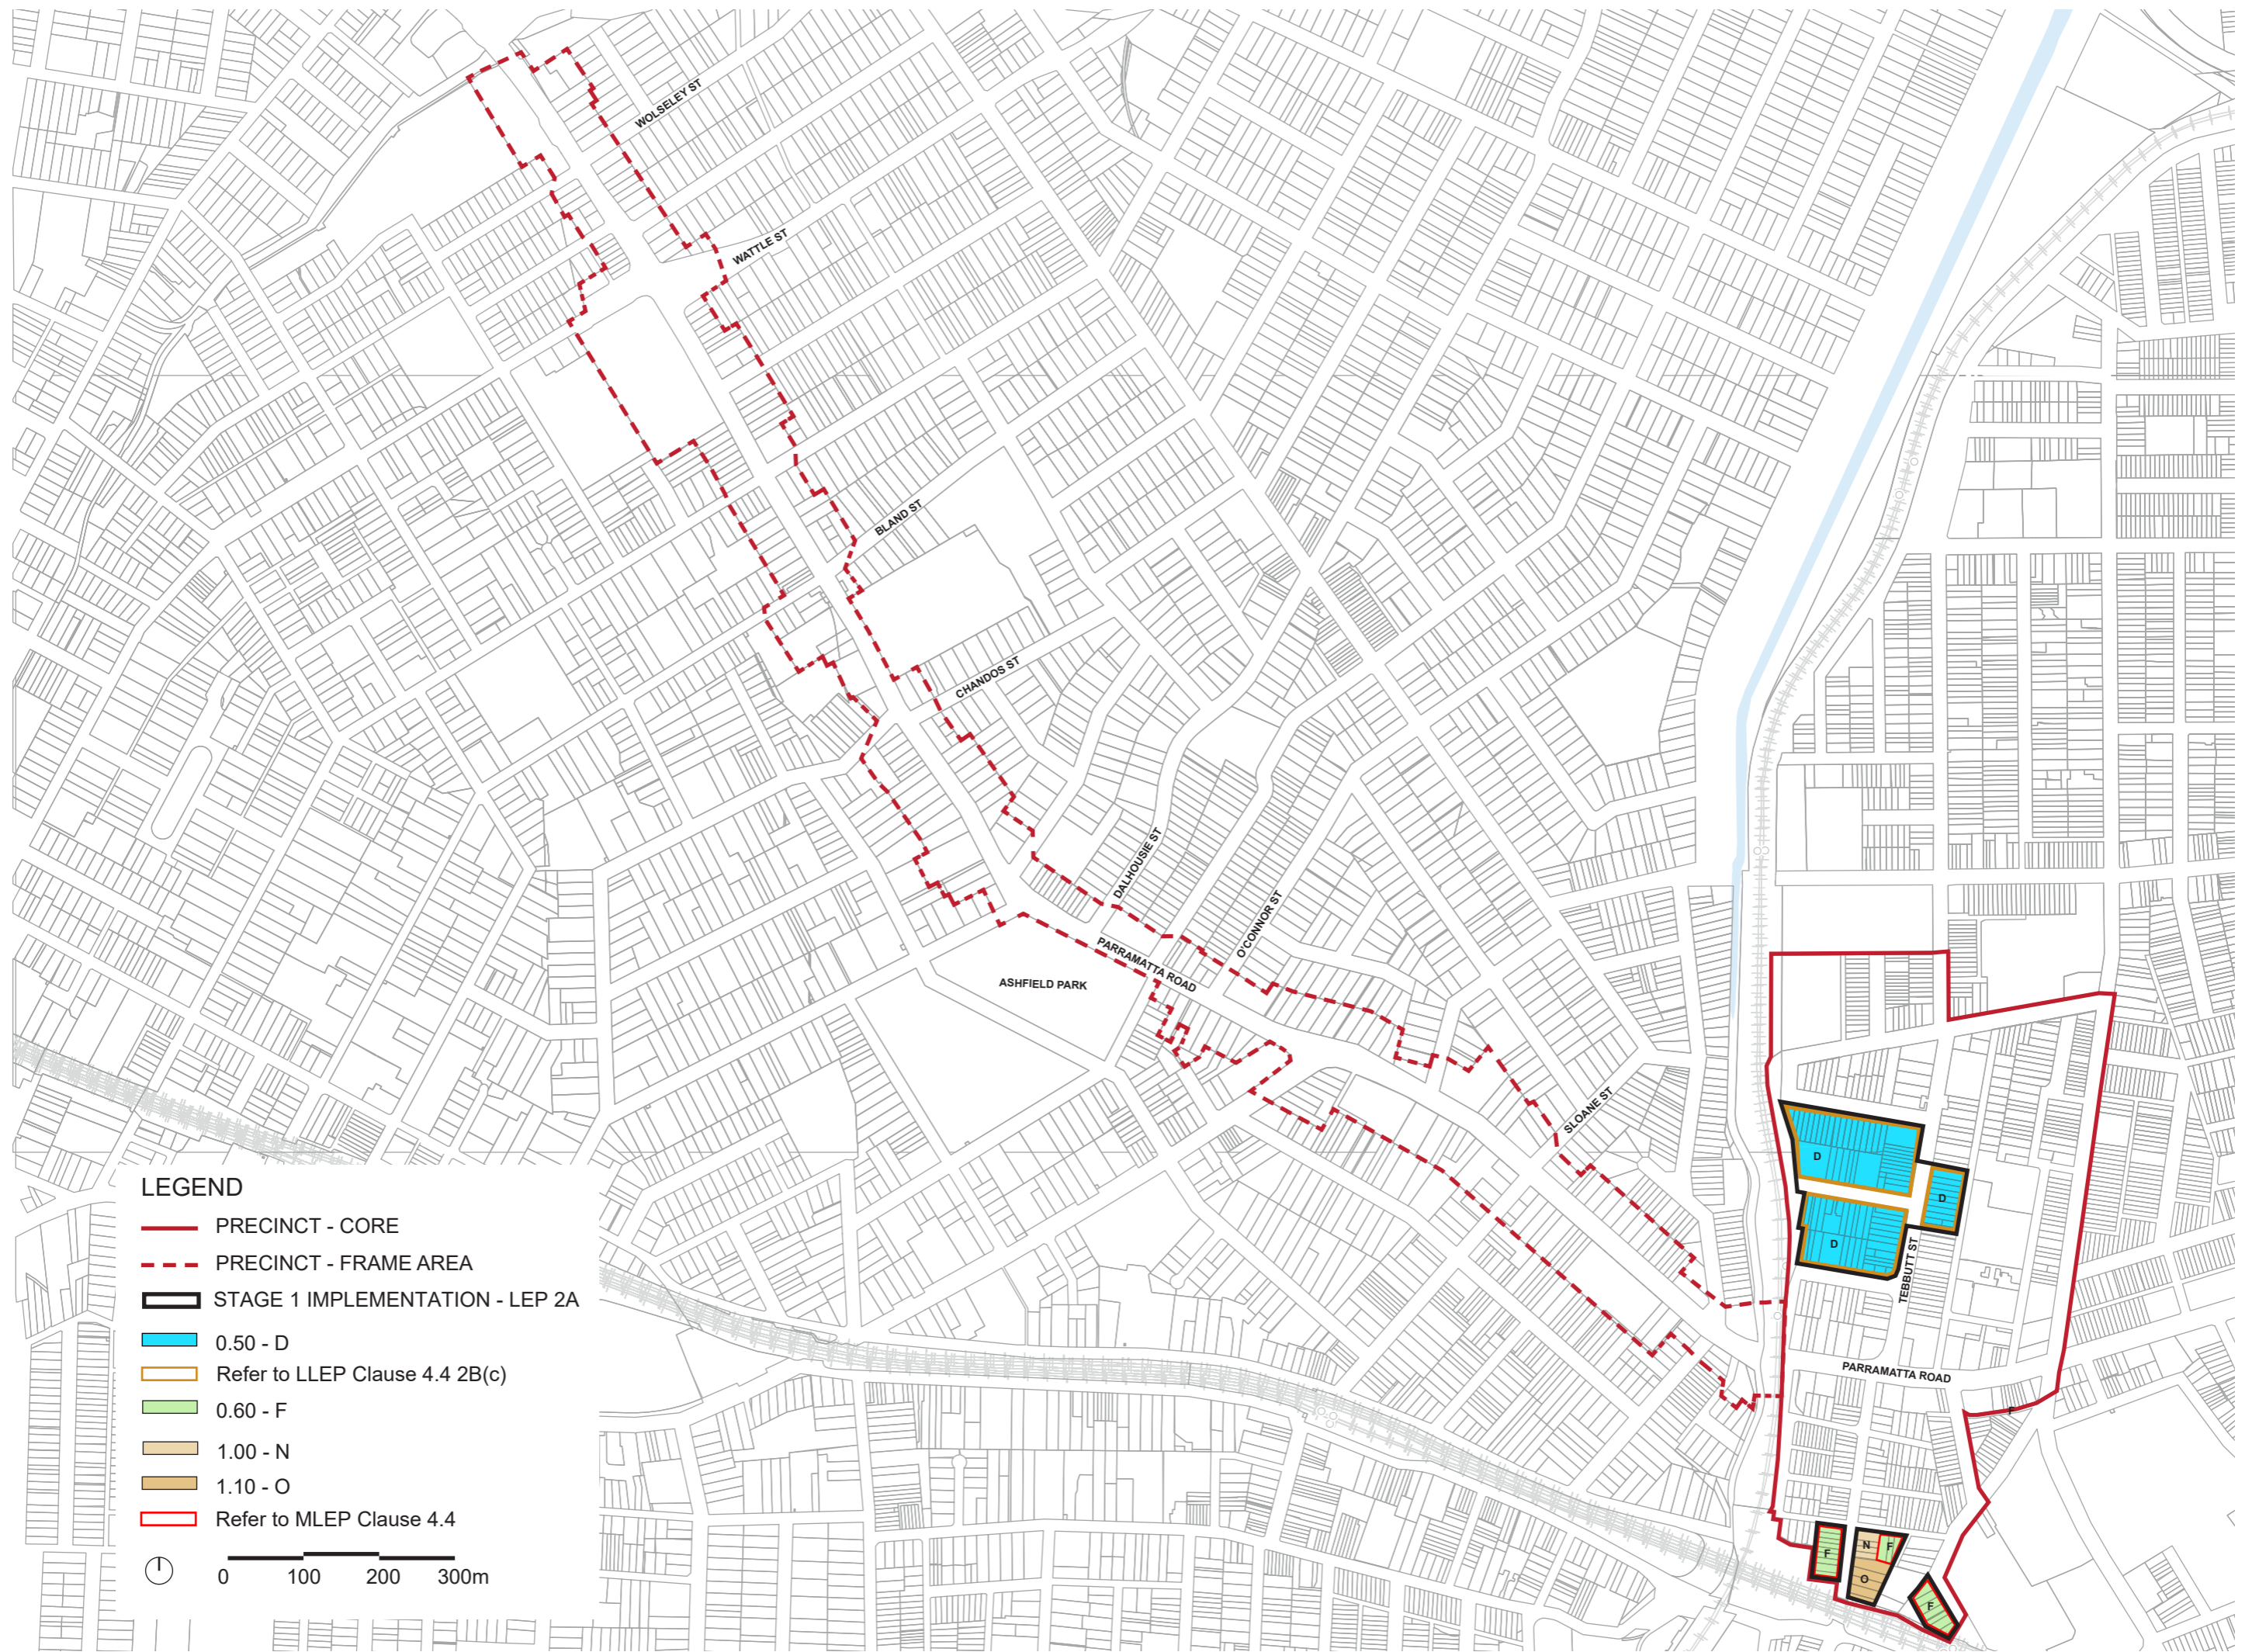 WOLSELEY ST
WATTLE ST
BLAND ST
CHANDOS ST
DALHOUSIE ST
O'CONNOR ST
PARRAMATTA ROAD
ASHFIELD PARK
SLOANE ST
D
D
D
TEBBUTT ST
PARRAMATTA ROAD
F
N
F
F
O
F
LEGEND
PRECINCT - CORE
PRECINCT - FRAME AREA
STAGE 1 IMPLEMENTATION - LEP 2A
0.50 - D
Refer to LLEP Clause 4.4 2B(c)
0.60 - F
1.00 - N
1.10 - O
Refer to MLEP Clause 4.4
0 100 200 300m